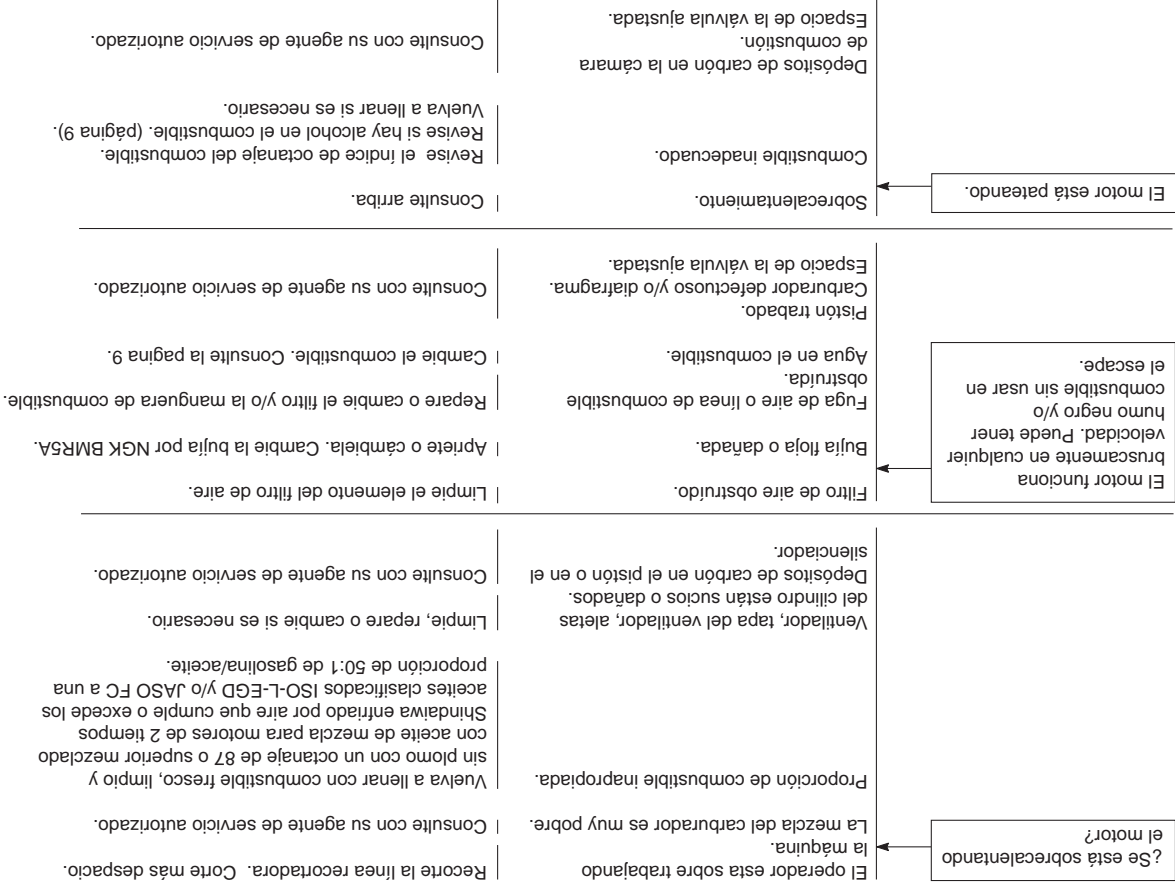 ¿Se está sobrecalentando
el motor?
El operador esta sobre trabajando
la máquina.
Recorte la línea recortadora. Corte más despacio.
La mezcla del carburador es muy pobre.
Consulte con su agente de servicio autorizado.
Proporción de combustible inapropiada.
Vuelva a llenar con combustible fresco, limpio y
sin plomo con un octanaje de 87 o superior mezclado
con aceite de mezcla para motores de 2 tiempos
Shindaiwa enfriado por aire que cumple o excede los
aceites clasificados ISO-L-EGD y/o JASO FC a una
proporción de 50:1 de gasolina/aceite.
Ventilador, tapa del ventilador, aletas
del cilindro están sucios o dañados.
Limpie, repare o cambie si es necesario.
Depósitos de carbón en el pistón o en el
silenciador.
Consulte con su agente de servicio autorizado.
El motor funciona
bruscamente en cualquier
velocidad. Puede tener
humo negro y/o
combustible sin usar en
el escape.
Filtro de aire obstruído.
Limpie el elemento del filtro de aire.
Bujía floja o dañada.
Apriete o cámbiela. Cambie la bujía por NGK BMR5A.
Fuga de aire o línea de combustible
obstruída.
Repare o cambie el filtro y/o la manguera de combustible.
Agua en el combustible.
Cambie el combustible. Consulte la pagina 9.
Pistón trabado.
Carburador defectuoso y/o diafragma.
Espacio de la válvula ajustada.
Consulte con su agente de servicio autorizado.
El motor está pateando.
Sobrecalentamiento.
Consulte arriba.
Combustible inadecuado.
Revise el índice de octanaje del combustible.
Revise si hay alcohol en el combustible. (página 9).
Vuelva a llenar si es necesario.
Depósitos de carbón en la cámara
de combustión.
Espacio de la válvula ajustada.
Consulte con su agente de servicio autorizado.